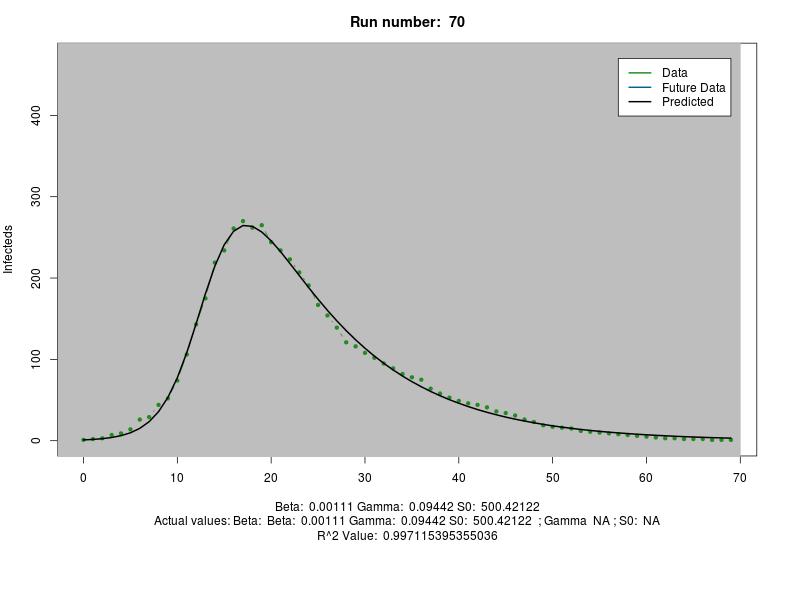 Run number: 70
Data
Future Data
Predicted
Infecteds
400
300
200
100
0
0 10 20 30 40 50 60 70
Beta: 0.00111 Gamma: 0.09442 S0: 500.42122
Actual values: Beta: Beta: 0.00111 Gamma: 0.09442 S0: 500.42122 ; Gamma NA ; S0: NA
R^2 Value: 0.997115395355036